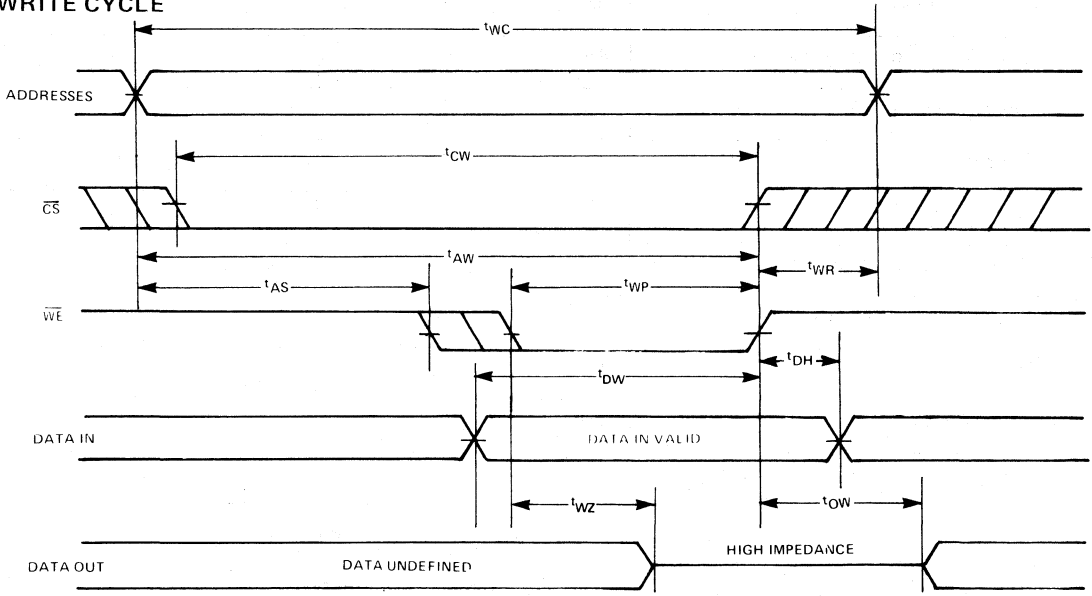 WRITE CYCLE
tWC
ADDRESSES
tCW
CS
tAW
tWR
tAS
tWP
WE
tDH
tDW
DATA IN
DATA IN VALID
tWZ
tOW
HIGH IMPEDANCE
DATA OUT
DATA UNDEFINED